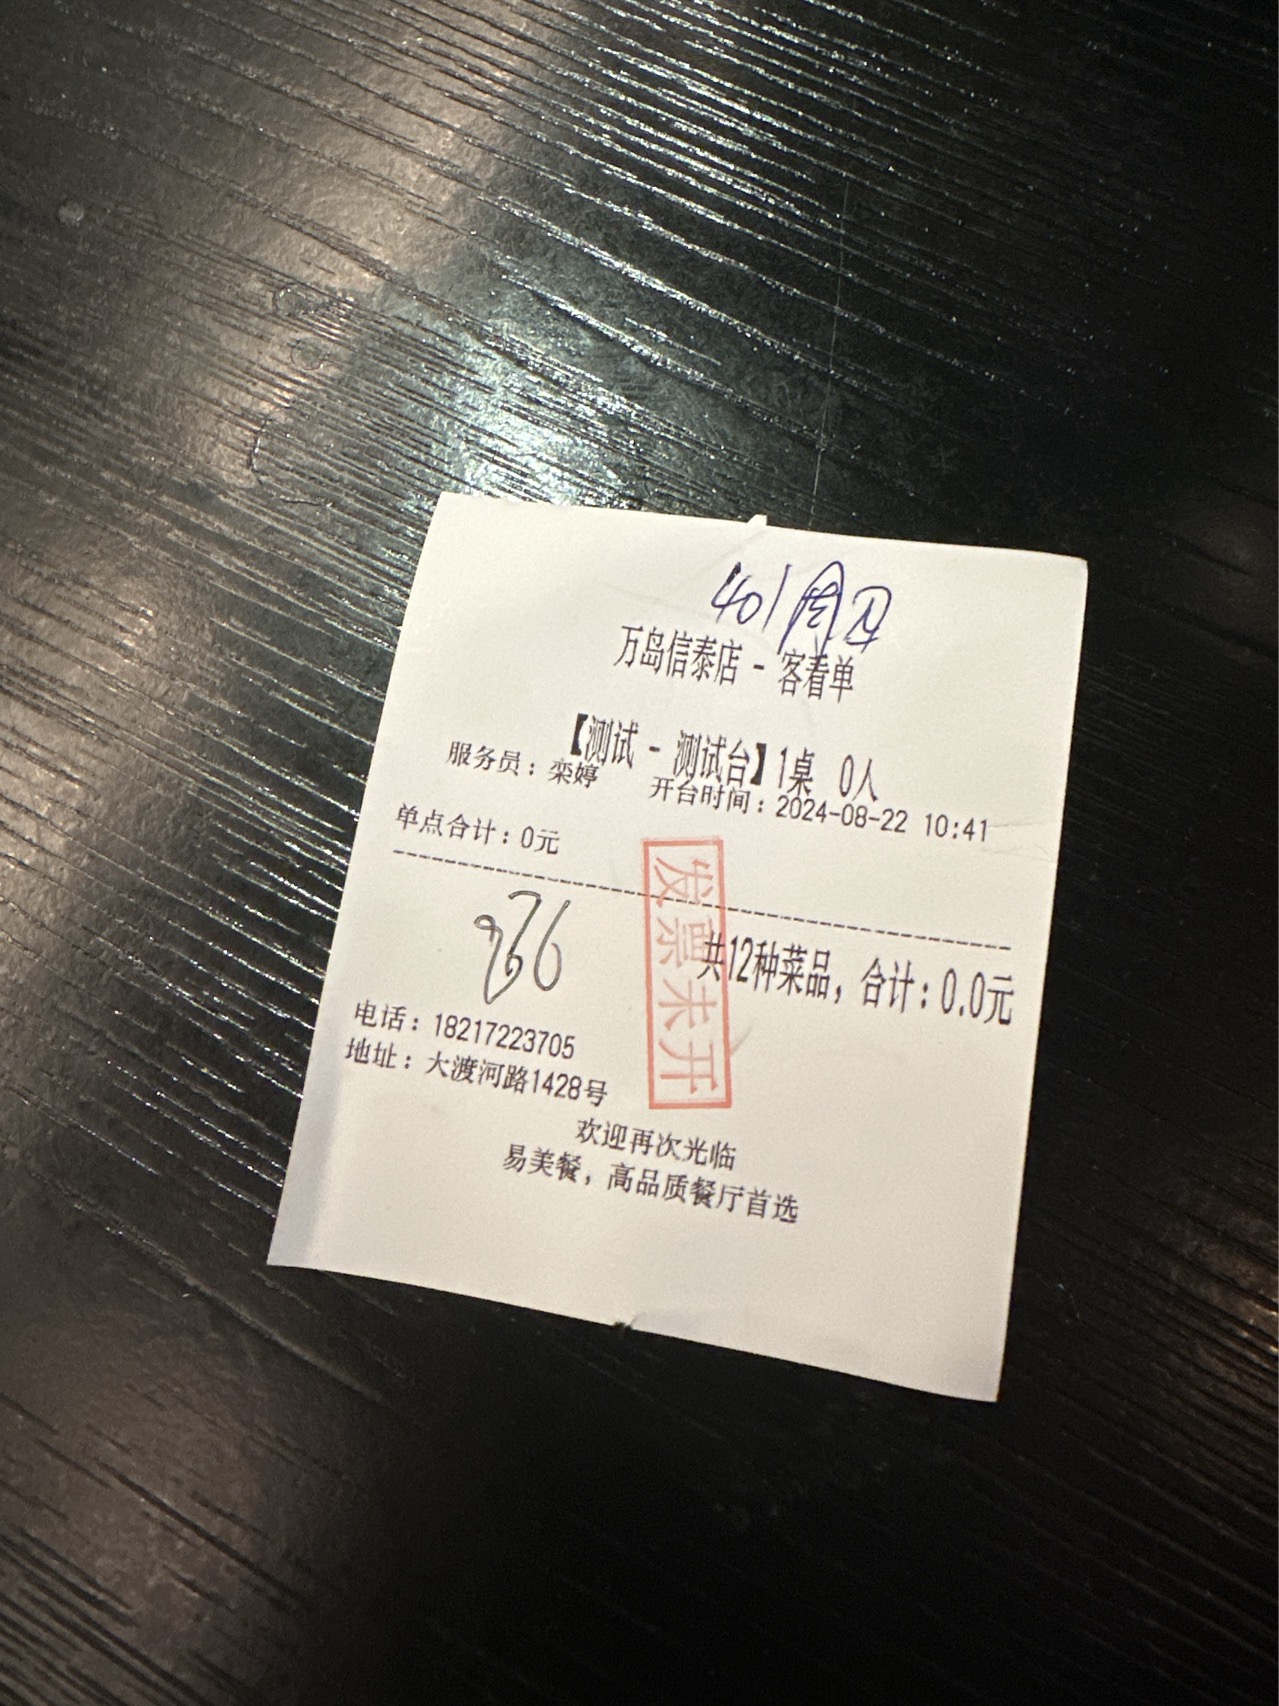 401周四
万岛信泰店 - 客看单
【测试 - 测试台】1桌 0人
服务员：栾婷 开台时间：2024-08-22 10:41
单点合计：0元
发票未开
共12种菜品，合计：0.0元
电话：18217223705
地址：大渡河路1428号
欢迎再次光临
易美餐，高品质餐厅首选